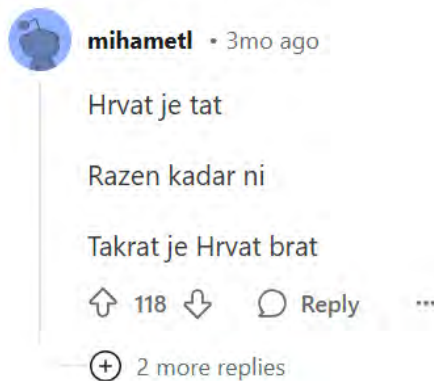 mihametl • 3mo ago
Hrvat je tat
Razen kadar ni
Takrat je Hrvat brat
118 Reply ...
2 more replies